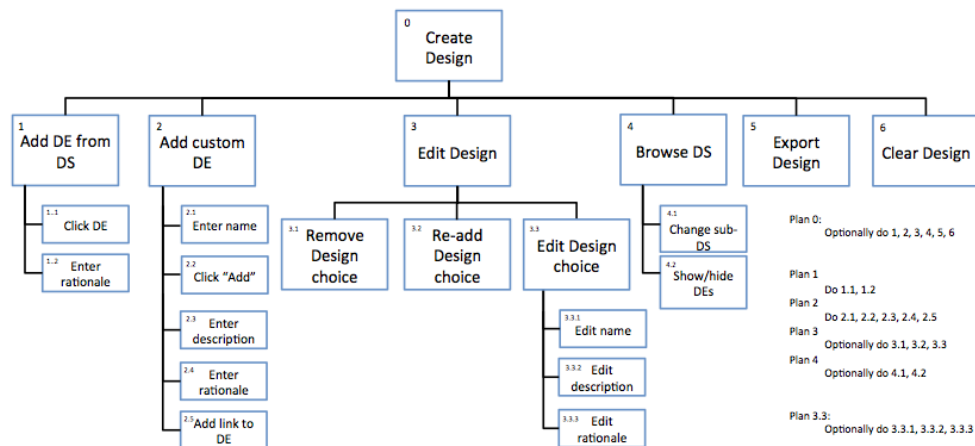 0
Create
Design
1
Add DE from
DS
2
Add custom
DE
3
Edit Design
4
Browse DS
5
Export
Design
6
Clear Design
1..1
Click DE
1..2
Enter
rationale
2.1
Enter name
2.2
Click “Add”
2.3
Enter
description
2.4
Enter
rationale
2.5
Add link to
DE
3.1
Remove
Design
choice
3.2
Re-add
Design
choice
3.3
Edit Design
choice
3.3.1
Edit name
3.3.2
Edit
description
3.3.3
Edit
rationale
4.1
Change sub-
DS
4.2
Show/hide
DEs
Plan 0:
Optionally do 1, 2, 3, 4, 5, 6
Plan 1
Do 1.1, 1.2
Plan 2
Do 2.1, 2.2, 2.3, 2.4, 2.5
Plan 3
Optionally do 3.1, 3.2, 3.3
Plan 4
Optionally do 4.1, 4.2
Plan 3.3:
Optionally do 3.3.1, 3.3.2, 3.3.3